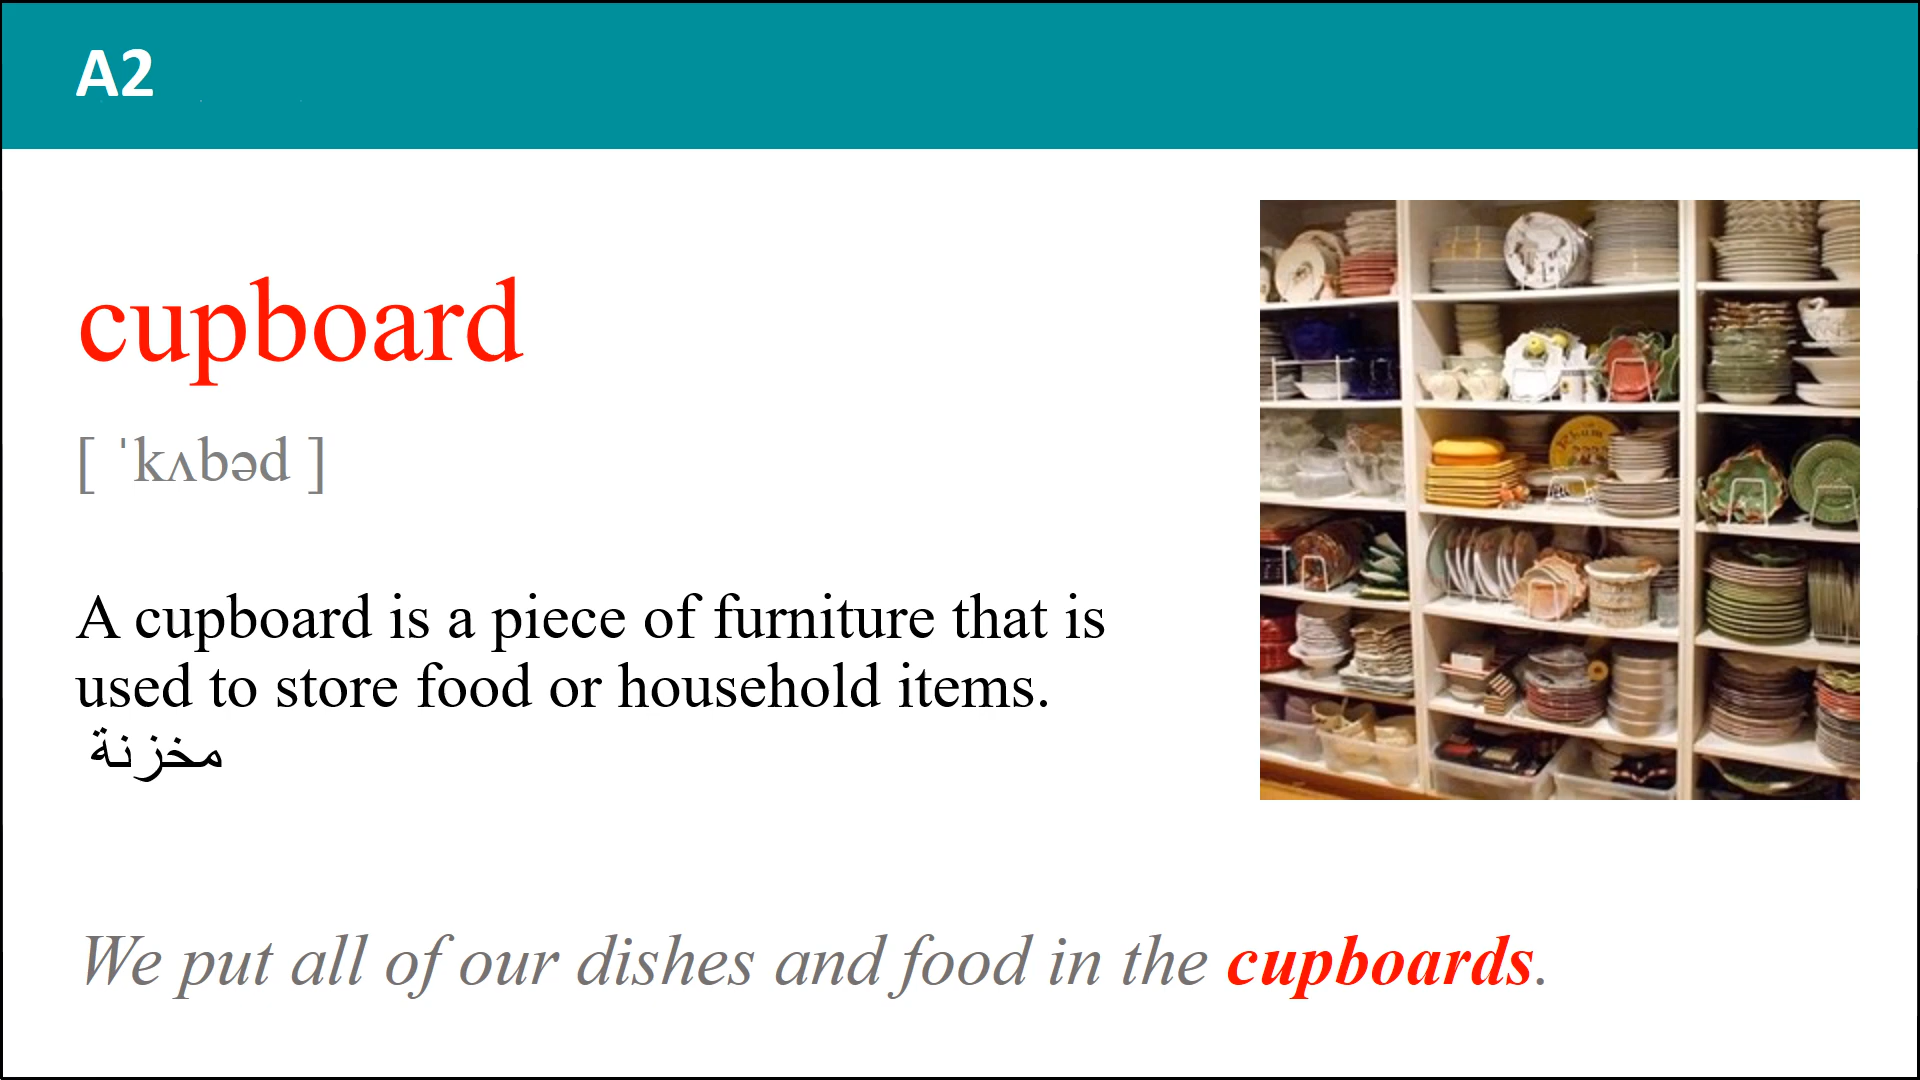 A2
cupboard
[ ˈkʌbəd ]
A cupboard is a piece of furniture that is
used to store food or household items.
مخزنة
We put all of our dishes and food in the cupboards.